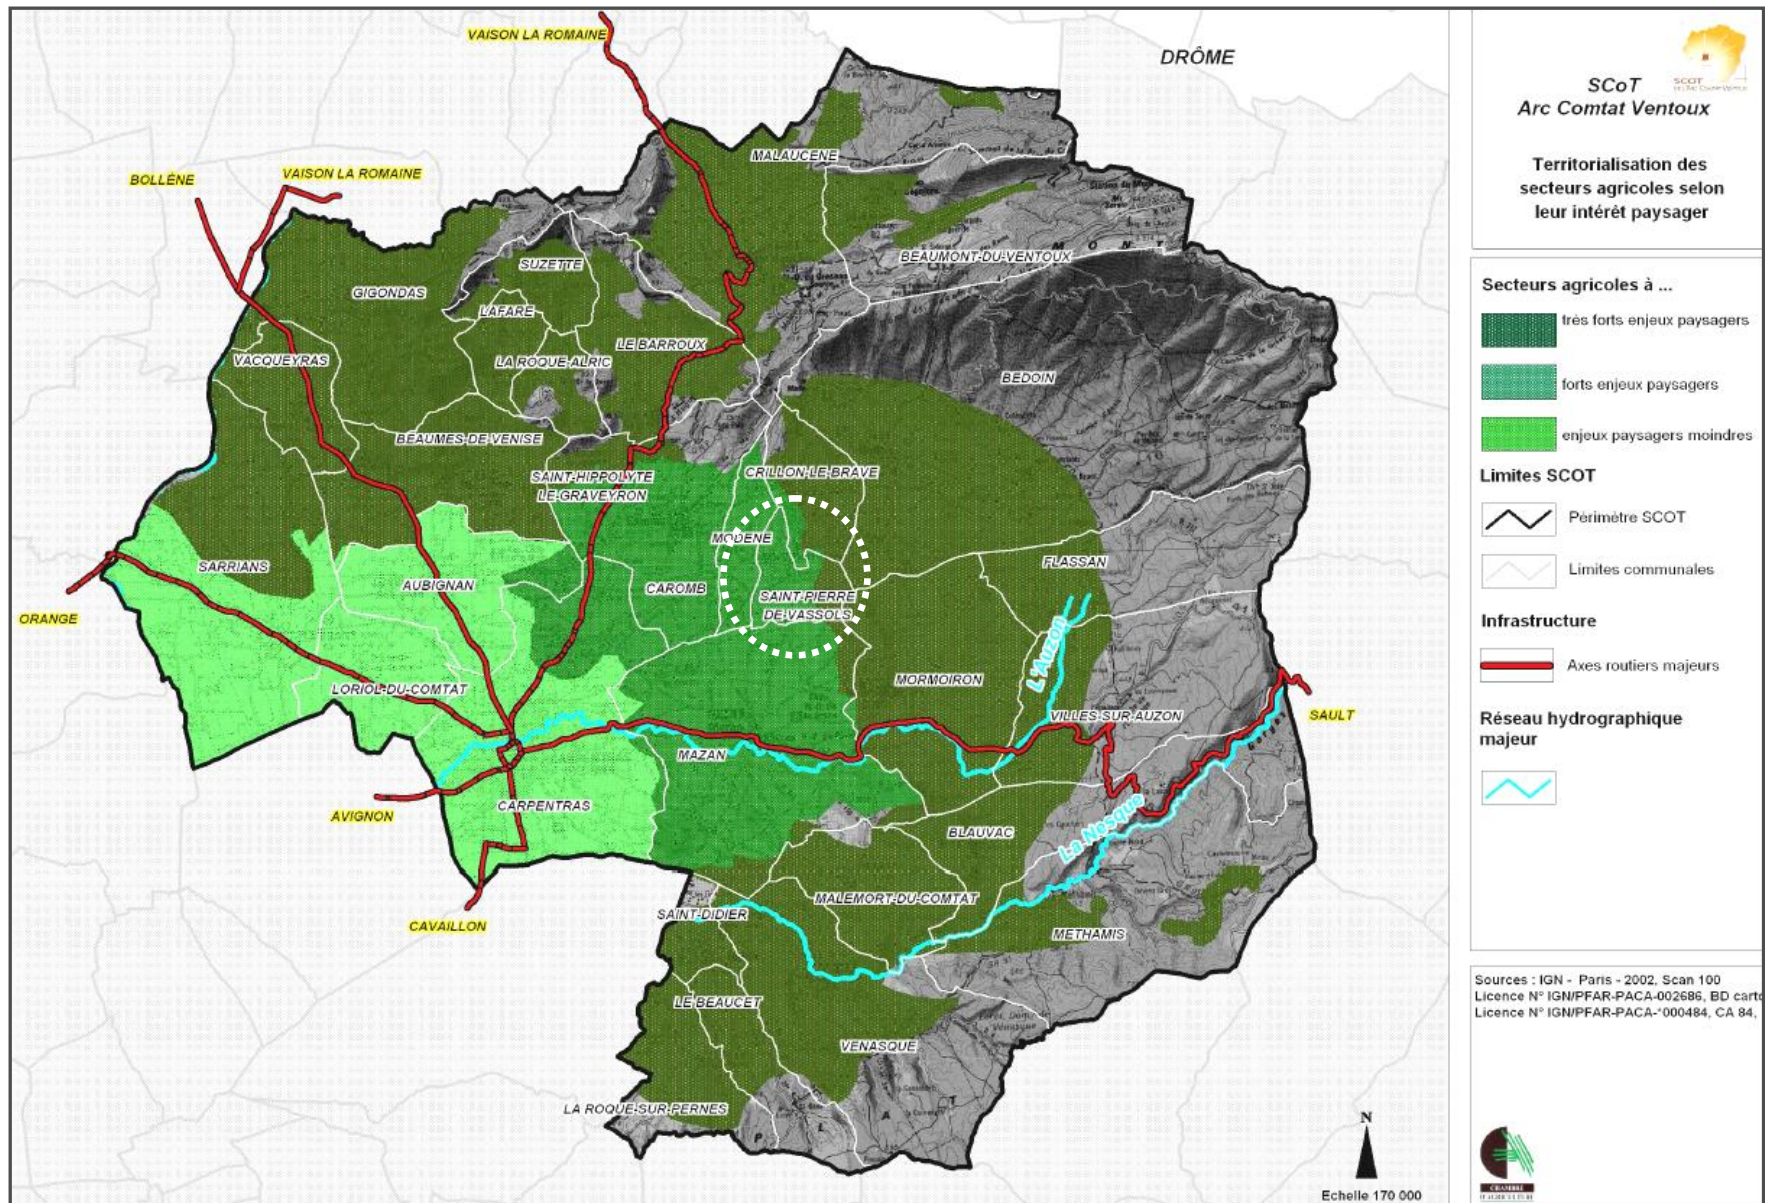 VAISON LA ROMAINE
DRÔME
BOLLÈNE
VAISON LA ROMAINE
MALAUCENE
SUZETTE
BEAUMONT-DU-VENTOUX
M O N T
GIGONDAS
LAFARE
LE BARROUX
VACQUEYRAS
LA ROQUE-ALRIC
BEDOIN
BEAUMES-DE-VENISE
SAINT-HIPPOLYTE
LE-GRAVEYRON
CRILLON-LE-BRAVE
MODENE
FLASSAN
SARRIANS
AUBIGNAN
CAROMB
SAINT-PIERRE
DE-VASSOLS
ORANGE
L'Auzon
MORMOIRON
LORIOL-DU-COMTAT
VILLES-SUR-AUZON
SAULT
Gorges
MAZAN
CARPENTRAS
AVIGNON
BLAUVAC
La Nesque
MALEMORT-DU-COMTAT
SAINT-DIDIER
CAVAILLON
METHAMIS
LE BEAUCET
VENASQUE
LA ROQUE-SUR-PERNES
P L A T
N
Echelle 170 000
SCOT
SCoT
Arc Comtat Ventoux
Territorialisation des
secteurs agricoles selon
leur intérêt paysager
Secteurs agricoles à ...
très forts enjeux paysagers
forts enjeux paysagers
enjeux paysagers moindres
Limites SCOT
Périmètre SCOT
Limites communales
Infrastructure
Axes routiers majeurs
Réseau hydrographique
majeur
Sources : IGN - Paris - 2002, Scan 100
Licence N° IGN/PFAR-PACA-002686, BD carto
Licence N° IGN/PFAR-PACA-*000484, CA 84,
CHAMBRE
D'AGRICULTURE